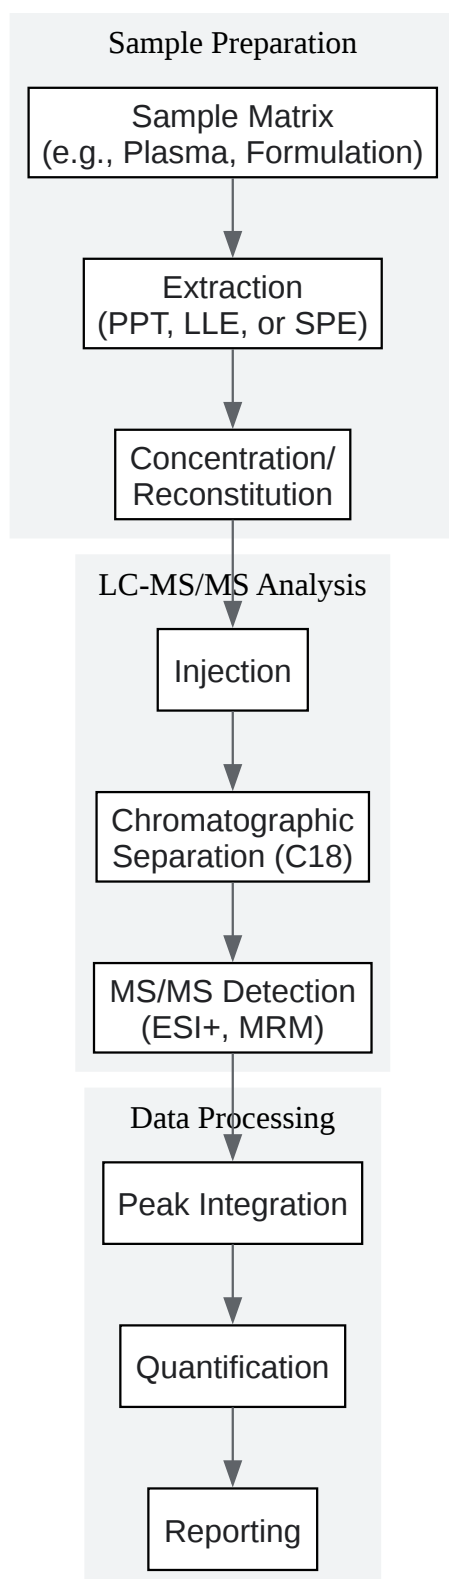 Sample Preparation
Sample Matrix
(e.g., Plasma, Formulation)
Extraction
(PPT, LLE, or SPE)
Concentration/
Reconstitution
LC-MS/MS Analysis
Injection
Chromatographic
Separation (C18)
MS/MS Detection
(ESI+, MRM)
Data Processing
Peak Integration
Quantification
Reporting